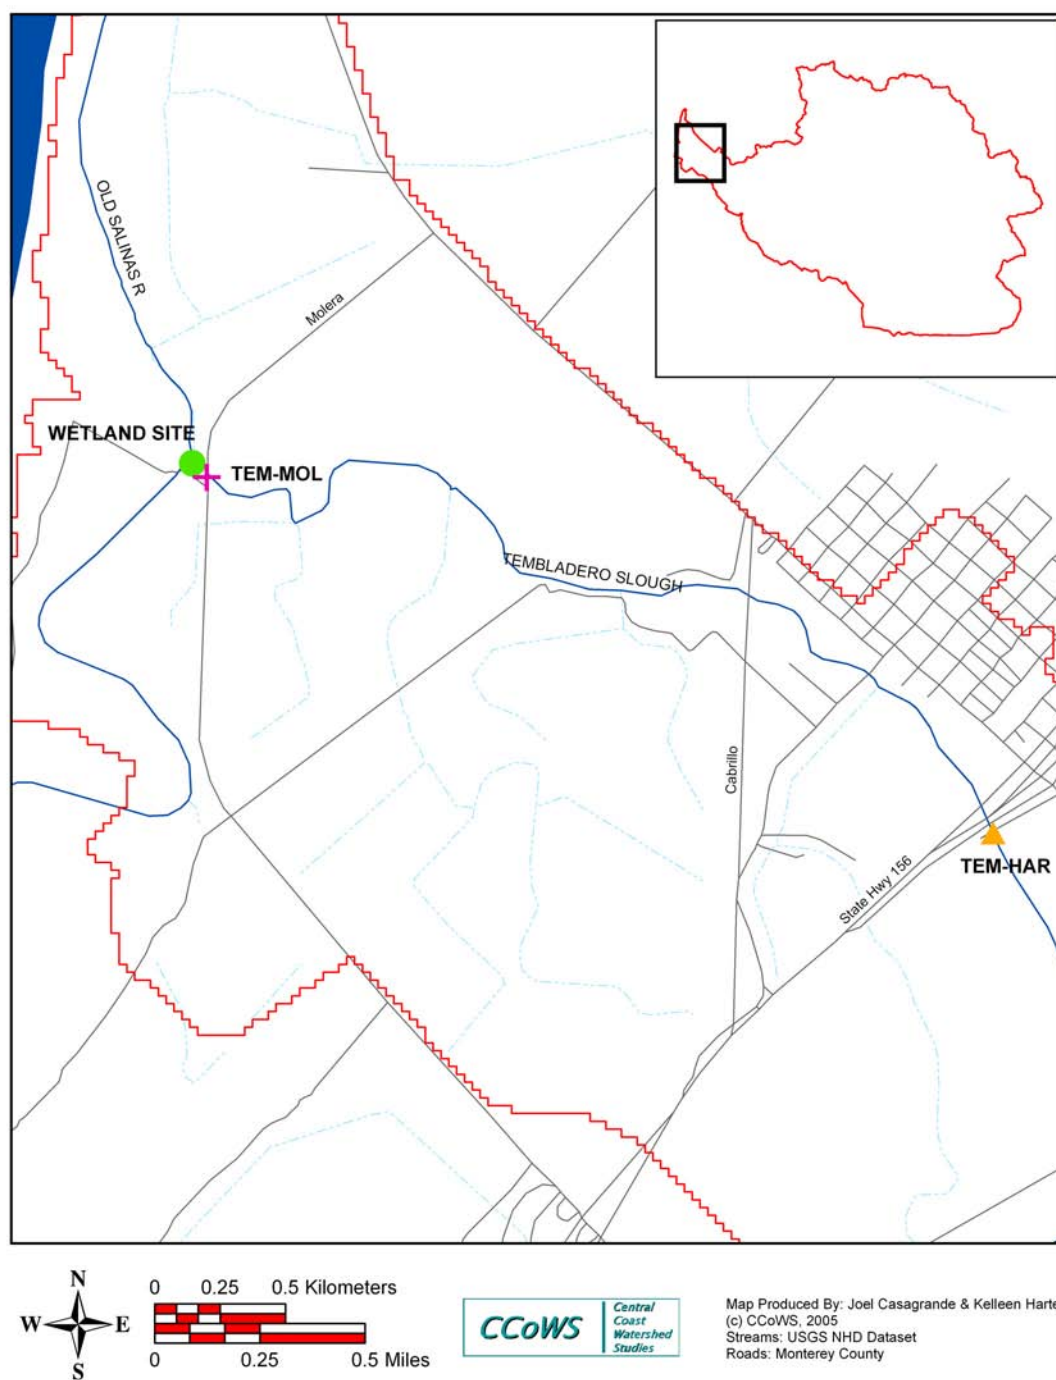 OLD SALINAS R
Molera
WETLAND SITE
TEM-MOL
TEMBLADERO SLOUGH
Cabrillo
State Hwy 156
TEM-HAR
N
W E
S
0 0.25 0.5 Kilometers
0 0.25 0.5 Miles
CCoWS
Central
Coast
Watershed
Studies
Map Produced By: Joel Casagrande & Kelleen Harte
(c) CCoWS, 2005
Streams: USGS NHD Dataset
Roads: Monterey County